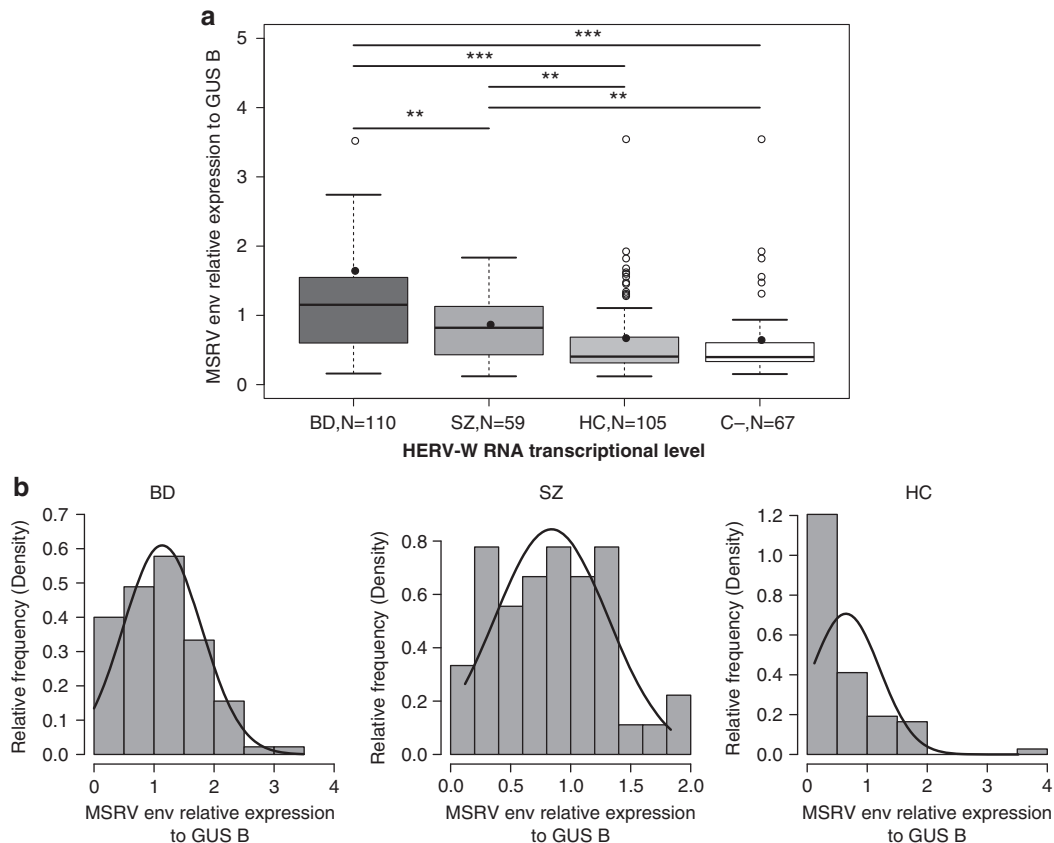 a
MSRV env relative expression to GUS B
5
4
3
2
1
0
***
***
**
**
**
BD,N=110
SZ,N=59
HC,N=105
C–,N=67
HERV-W RNA transcriptional level
b
BD
Relative frequency (Density)
0.7
0.6
0.5
0.4
0.3
0.2
0.1
0.0
0
1
2
3
4
MSRV env relative expression
to GUS B
SZ
Relative frequency (Density)
0.8
0.6
0.4
0.2
0.0
0.0
0.5
1.0
1.5
2.0
MSRV env relative expression
to GUS B
HC
Relative frequency (Density)
1.2
1.0
0.8
0.6
0.4
0.2
0.0
0
1
2
3
4
MSRV env relative expression
to GUS B